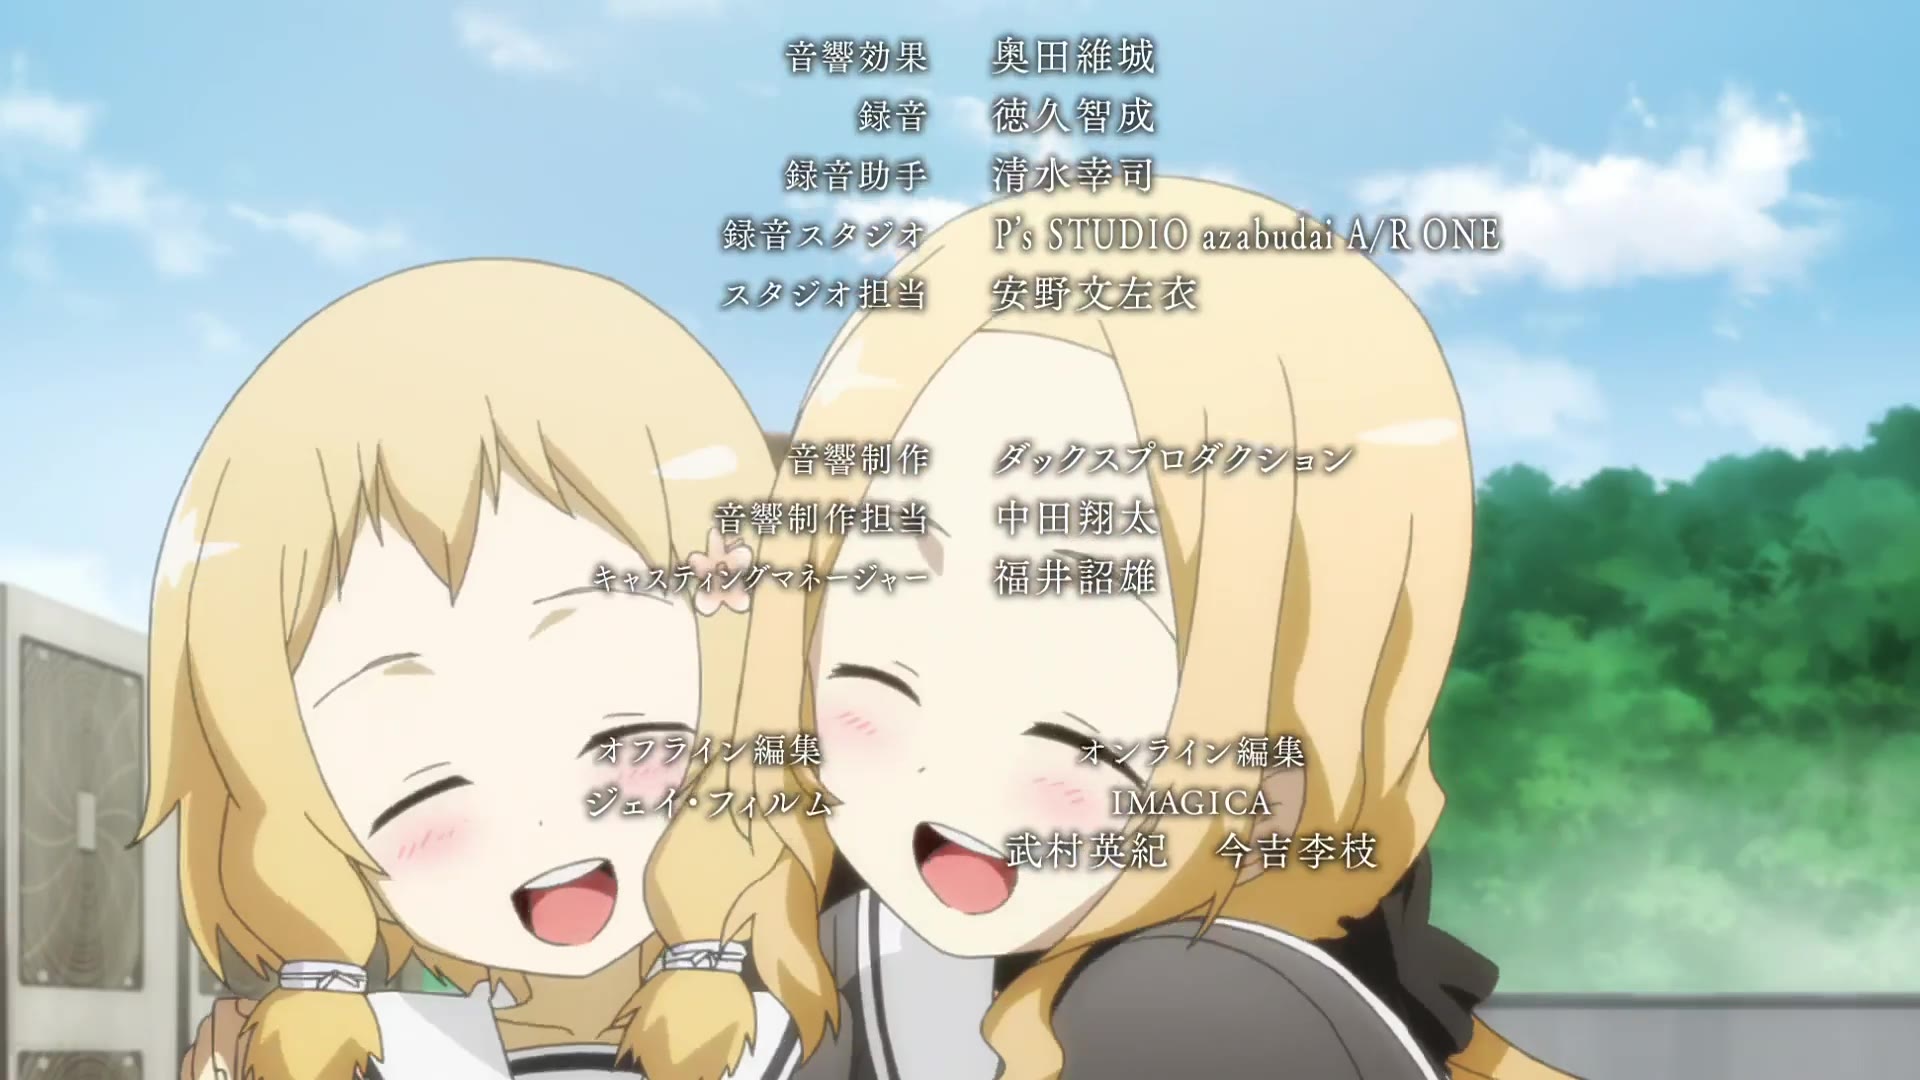 音響効果 奥田維城
録音 徳久智成
録音助手 清水幸司
録音スタジオ P's STUDIO azabudai A/R ONE
スタジオ担当 安野文左衣
音響制作 ダックスプロダクション
音響制作担当 中田翔太
キャスティングマネージャー 福井詔雄
オフライン編集
ジェイ・フィルム
オンライン編集
IMAGICA
武村英紀 今吉李枝